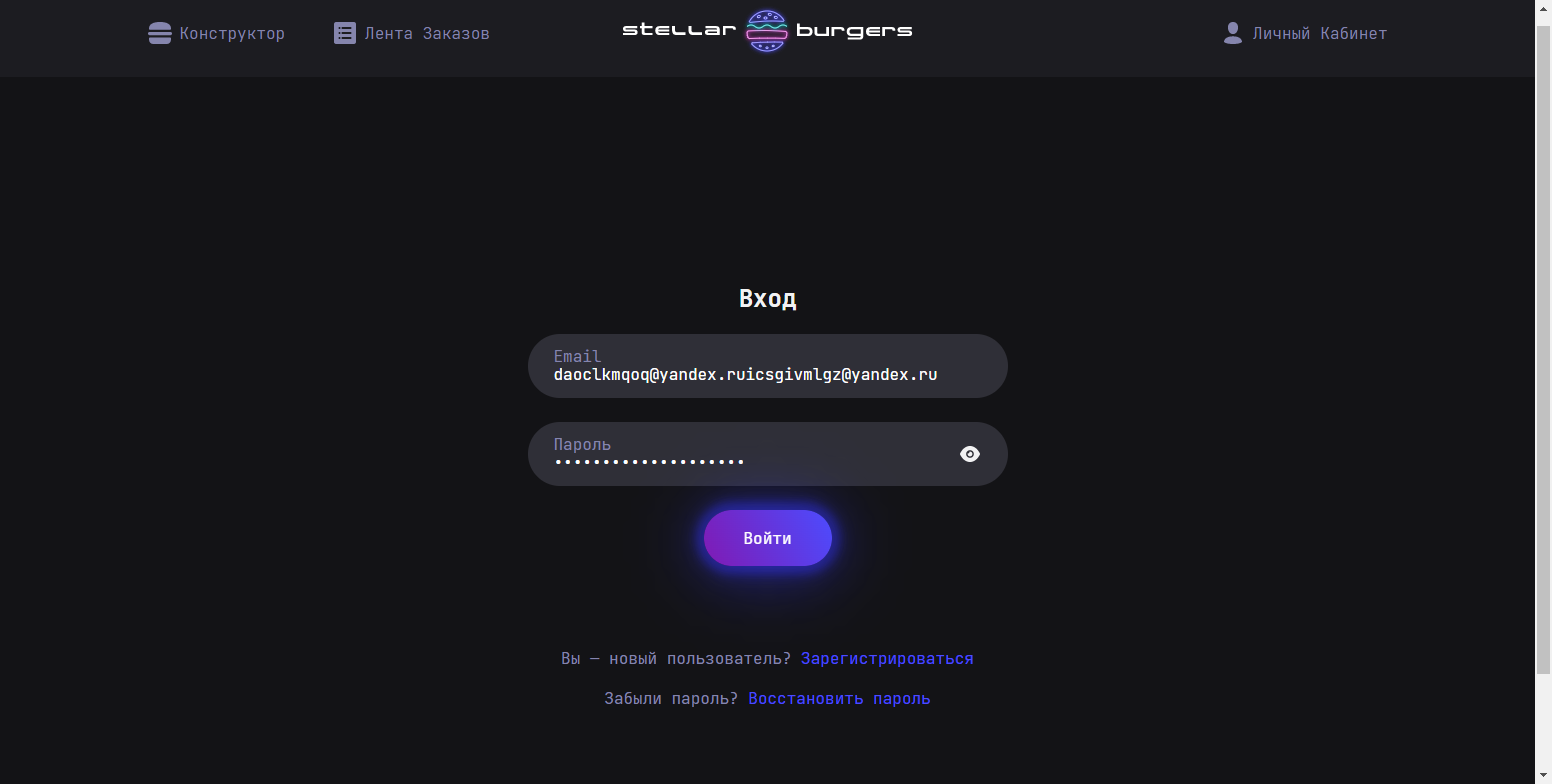 Конструктор
Лента Заказов
stellar burgers
Личный Кабинет
Вход
Email
daoclkmqoq@yandex.ruicsgivmlgz@yandex.ru
Пароль
••••••••••••••••••••
Войти
Вы — новый пользователь? Зарегистрироваться
Забыли пароль? Восстановить пароль